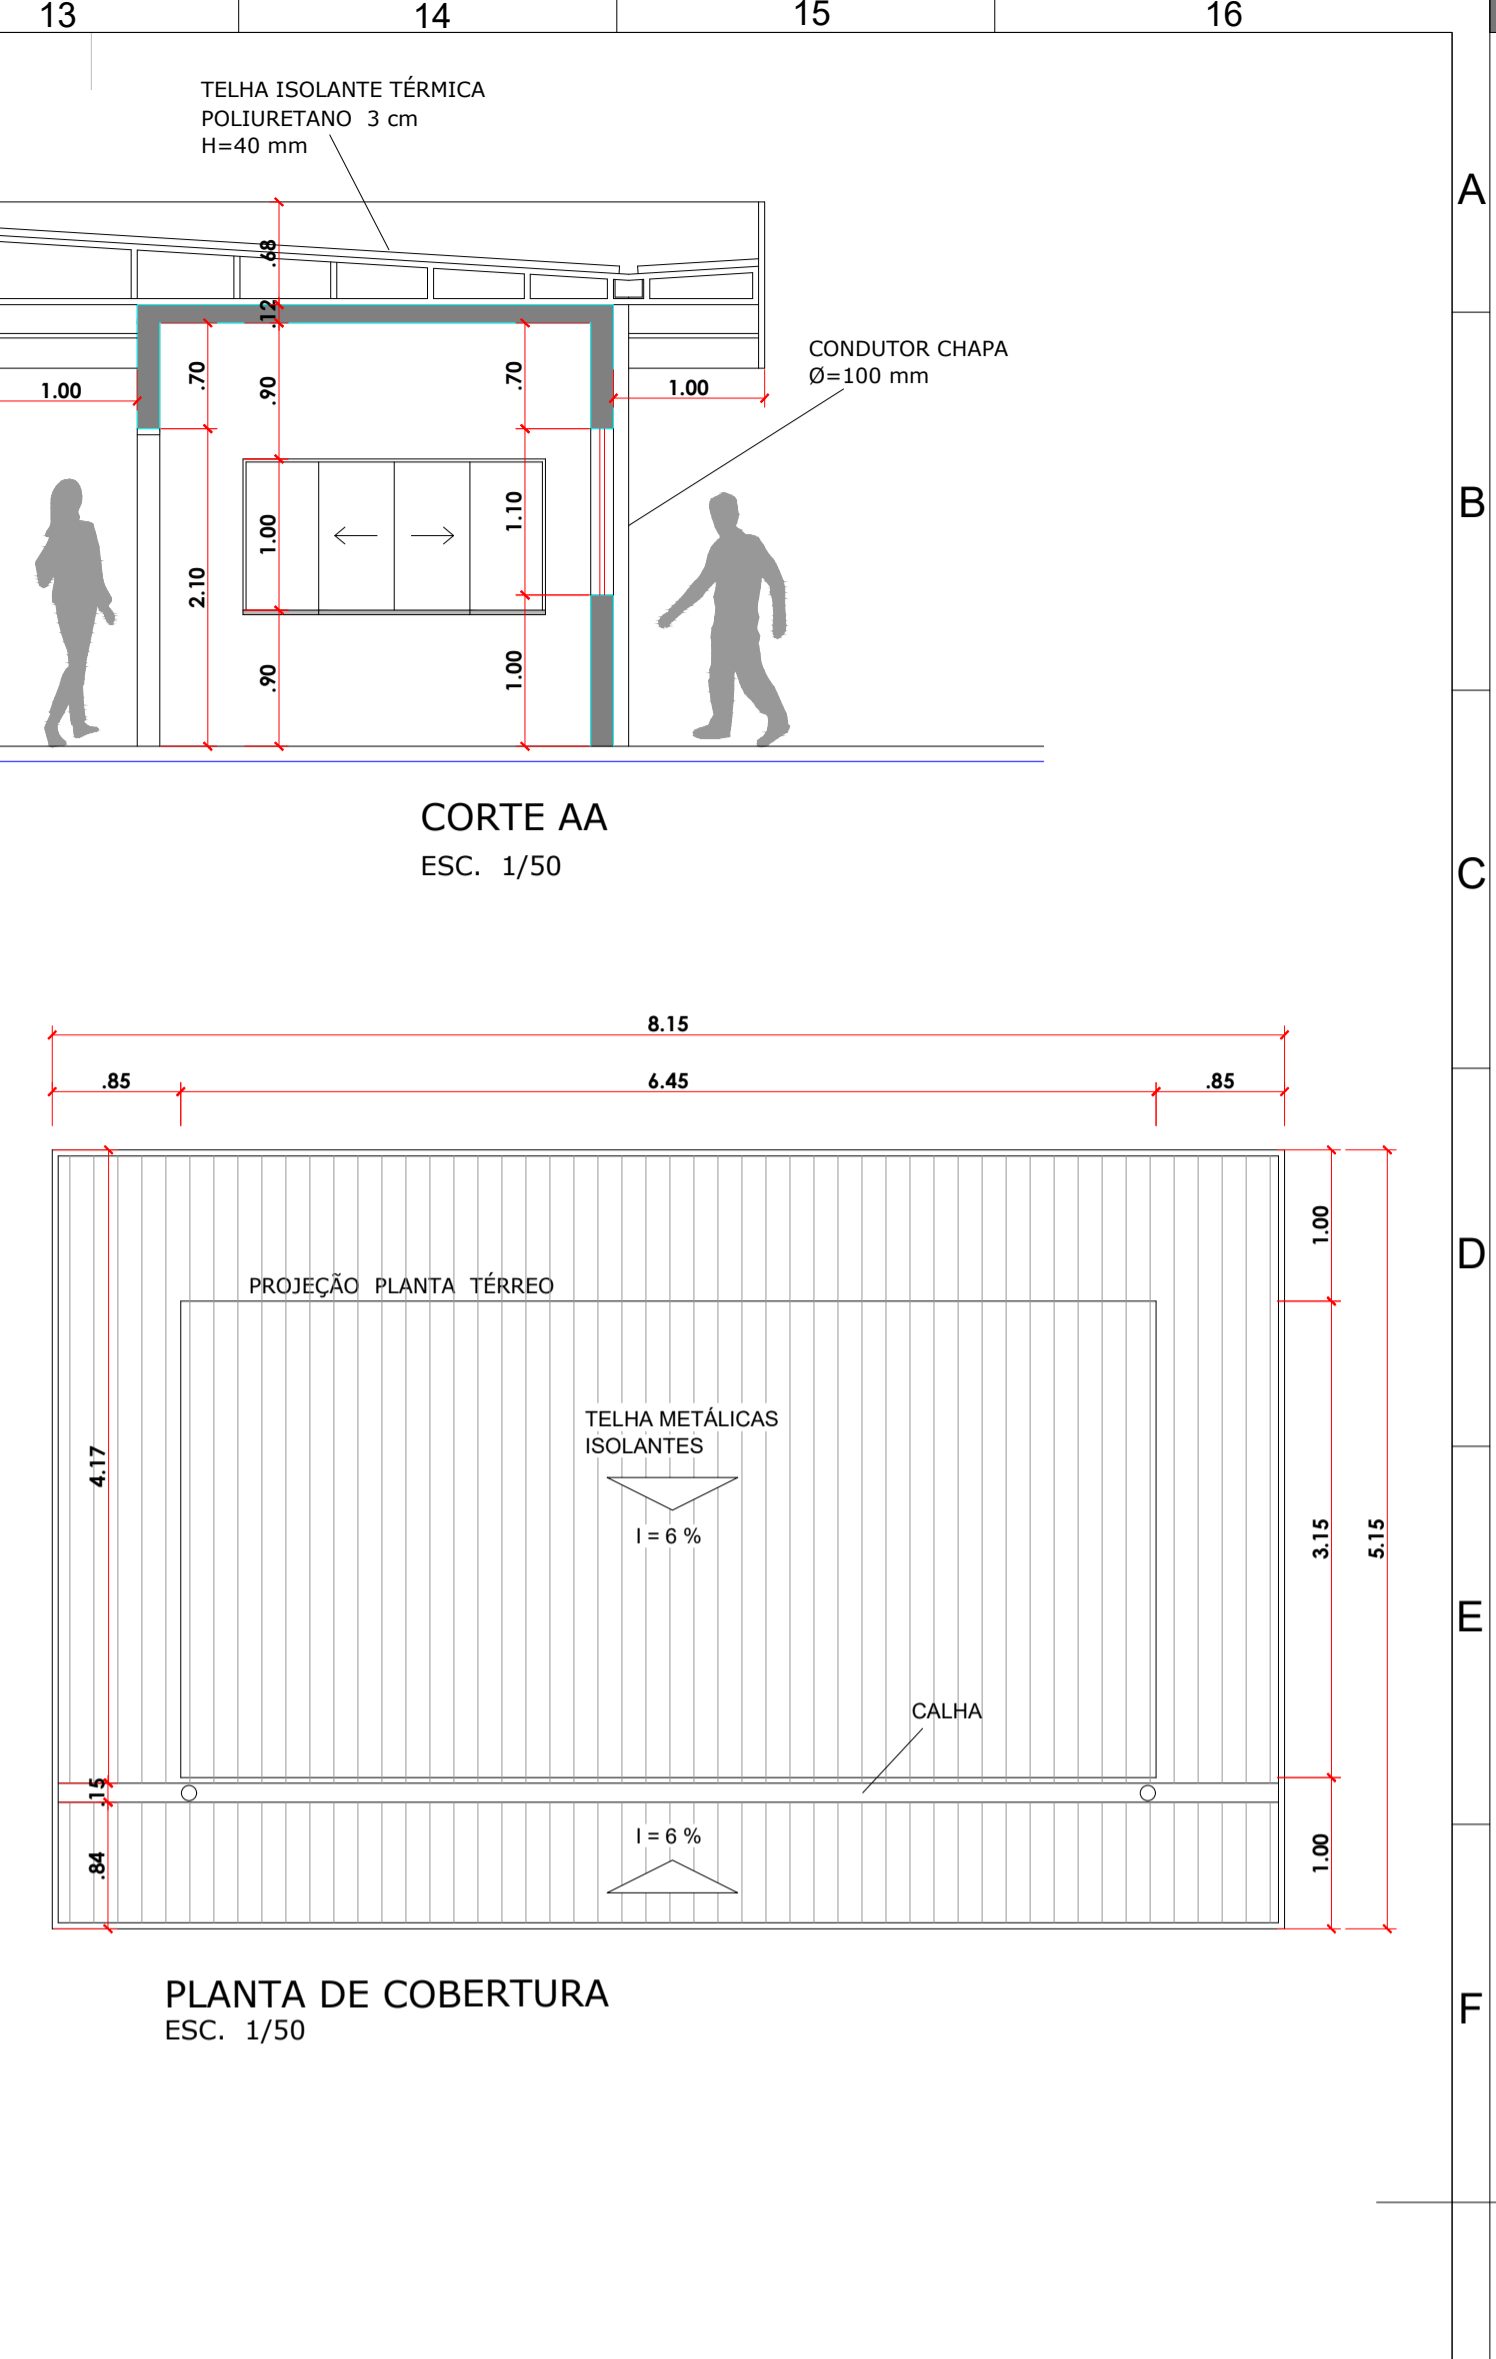 13
14
15
16
TELHA ISOLANTE TÉRMICA
POLIURETANO 3 cm
H=40 mm
A
.68
.12
CONDUTOR CHAPA
Ø=100 mm
1.00
.70
.90
.70
1.00
B
1.00
1.10
2.10
.90
1.00
CORTE AA
ESC. 1/50
C
8.15
.85
6.45
.85
1.00
D
PROJEÇÃO PLANTA TÉRREO
TELHA METÁLICAS
ISOLANTES
4.17
I = 6 %
3.15
5.15
E
CALHA
.15
I = 6 %
.84
1.00
PLANTA DE COBERTURA
ESC. 1/50
F